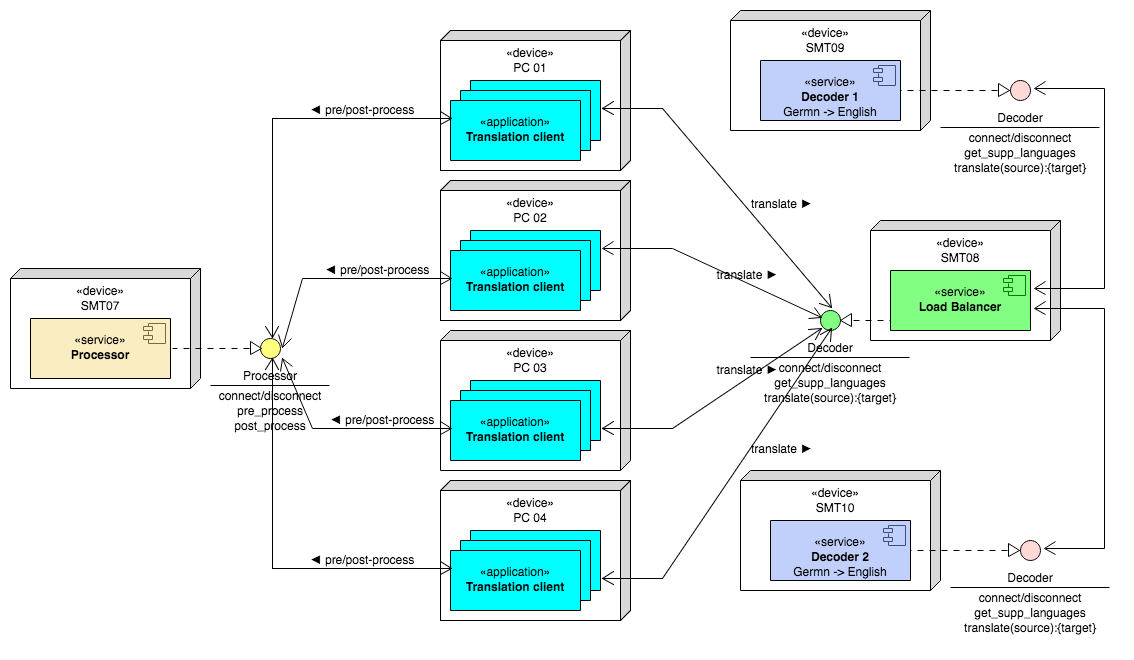 «device»
SMT07
«service»
Processor
Processor
connect/disconnect
pre_process
post_process
◄ pre/post-process
◄ pre/post-process
◄ pre/post-process
◄ pre/post-process
«device»
PC 01
«application»
Translation client
«device»
PC 02
«application»
Translation client
«device»
PC 03
«application»
Translation client
«device»
PC 04
«application»
Translation client
translate ►
translate ►
translate ►
translate ►
«device»
SMT09
«service»
Decoder 1
Germn -> English
Decoder
connect/disconnect
get_supp_languages
translate(source):{target}
«device»
SMT08
«service»
Load Balancer
Decoder
connect/disconnect
get_supp_languages
translate(source):{target}
«device»
SMT10
«service»
Decoder 2
Germn -> English
Decoder
connect/disconnect
get_supp_languages
translate(source):{target}